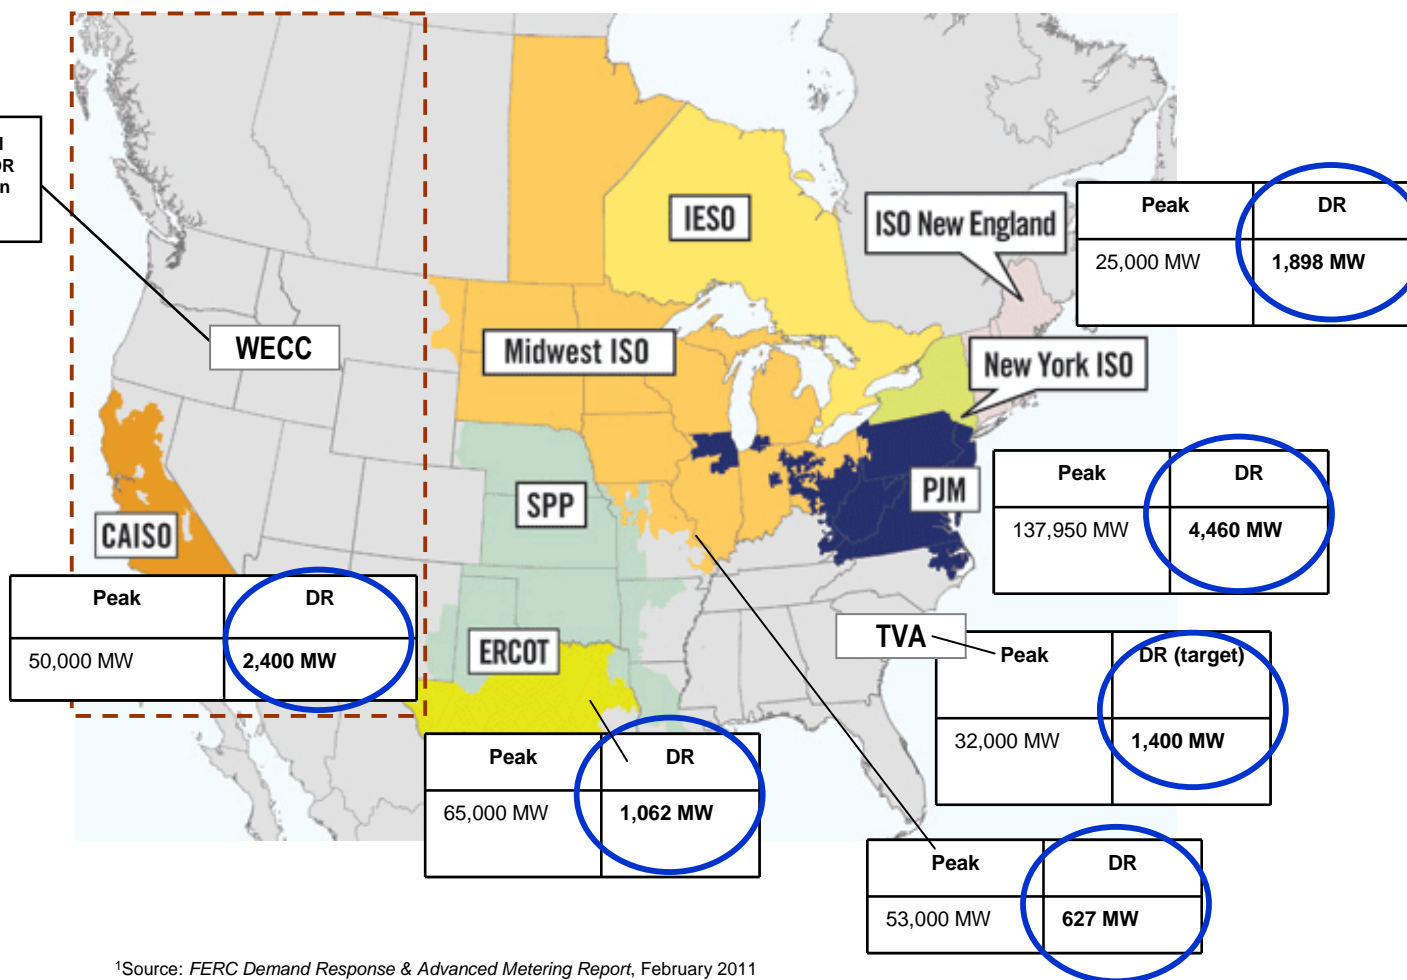 IESO
ISO New England
Peak DR
25,000 MW 1,898 MW
WECC
Midwest ISO
New York ISO
SPP
PJM
Peak DR
137,950 MW 4,460 MW
CAISO
Peak DR
50,000 MW 2,400 MW
ERCOT
TVA
Peak DR (target)
32,000 MW 1,400 MW
Peak DR
65,000 MW 1,062 MW
Peak DR
53,000 MW 627 MW
¹Source: FERC Demand Response & Advanced Metering Report, February 2011